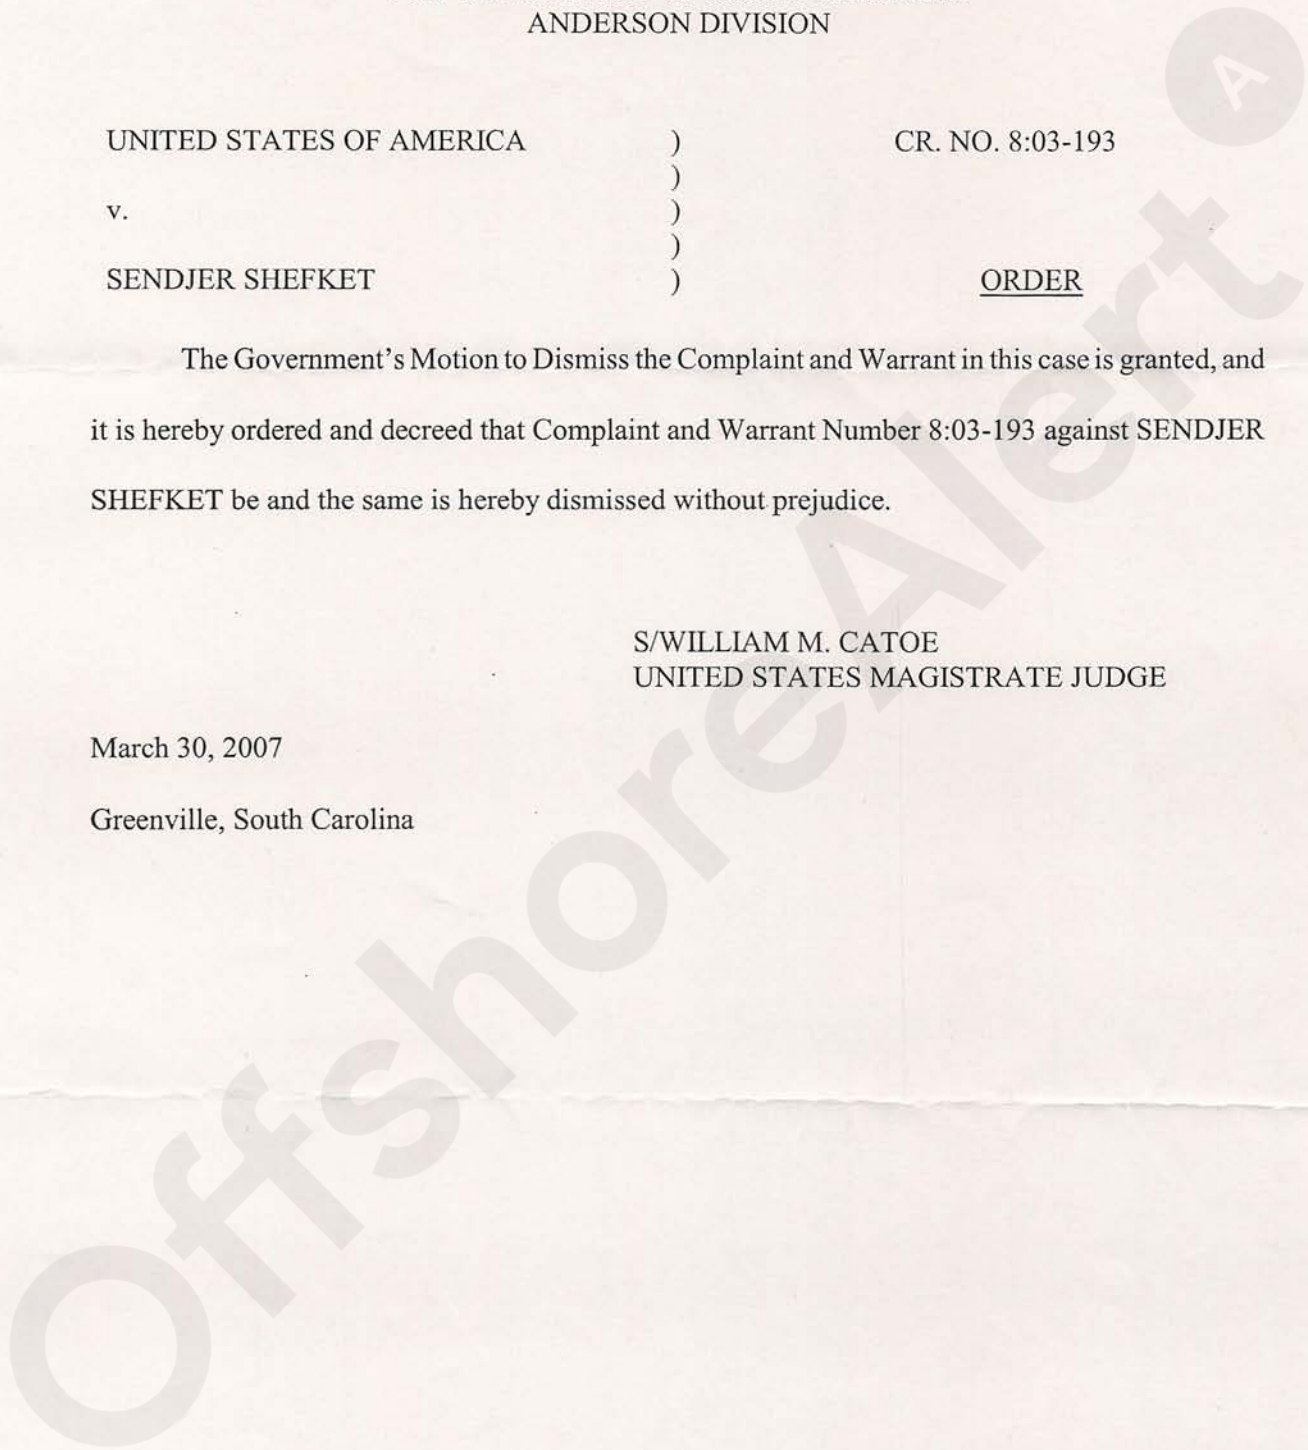 ANDERSON DIVISION
UNITED STATES OF AMERICA ) CR. NO. 8:03-193
)
v. )
)
SENDJER SHEFKET ) ORDER
The Government's Motion to Dismiss the Complaint and Warrant in this case is granted, and
it is hereby ordered and decreed that Complaint and Warrant Number 8:03-193 against SENDJER
SHEFKET be and the same is hereby dismissed without prejudice.
S/WILLIAM M. CATOE
UNITED STATES MAGISTRATE JUDGE
March 30, 2007
Greenville, South Carolina
OffshoreAlert
A